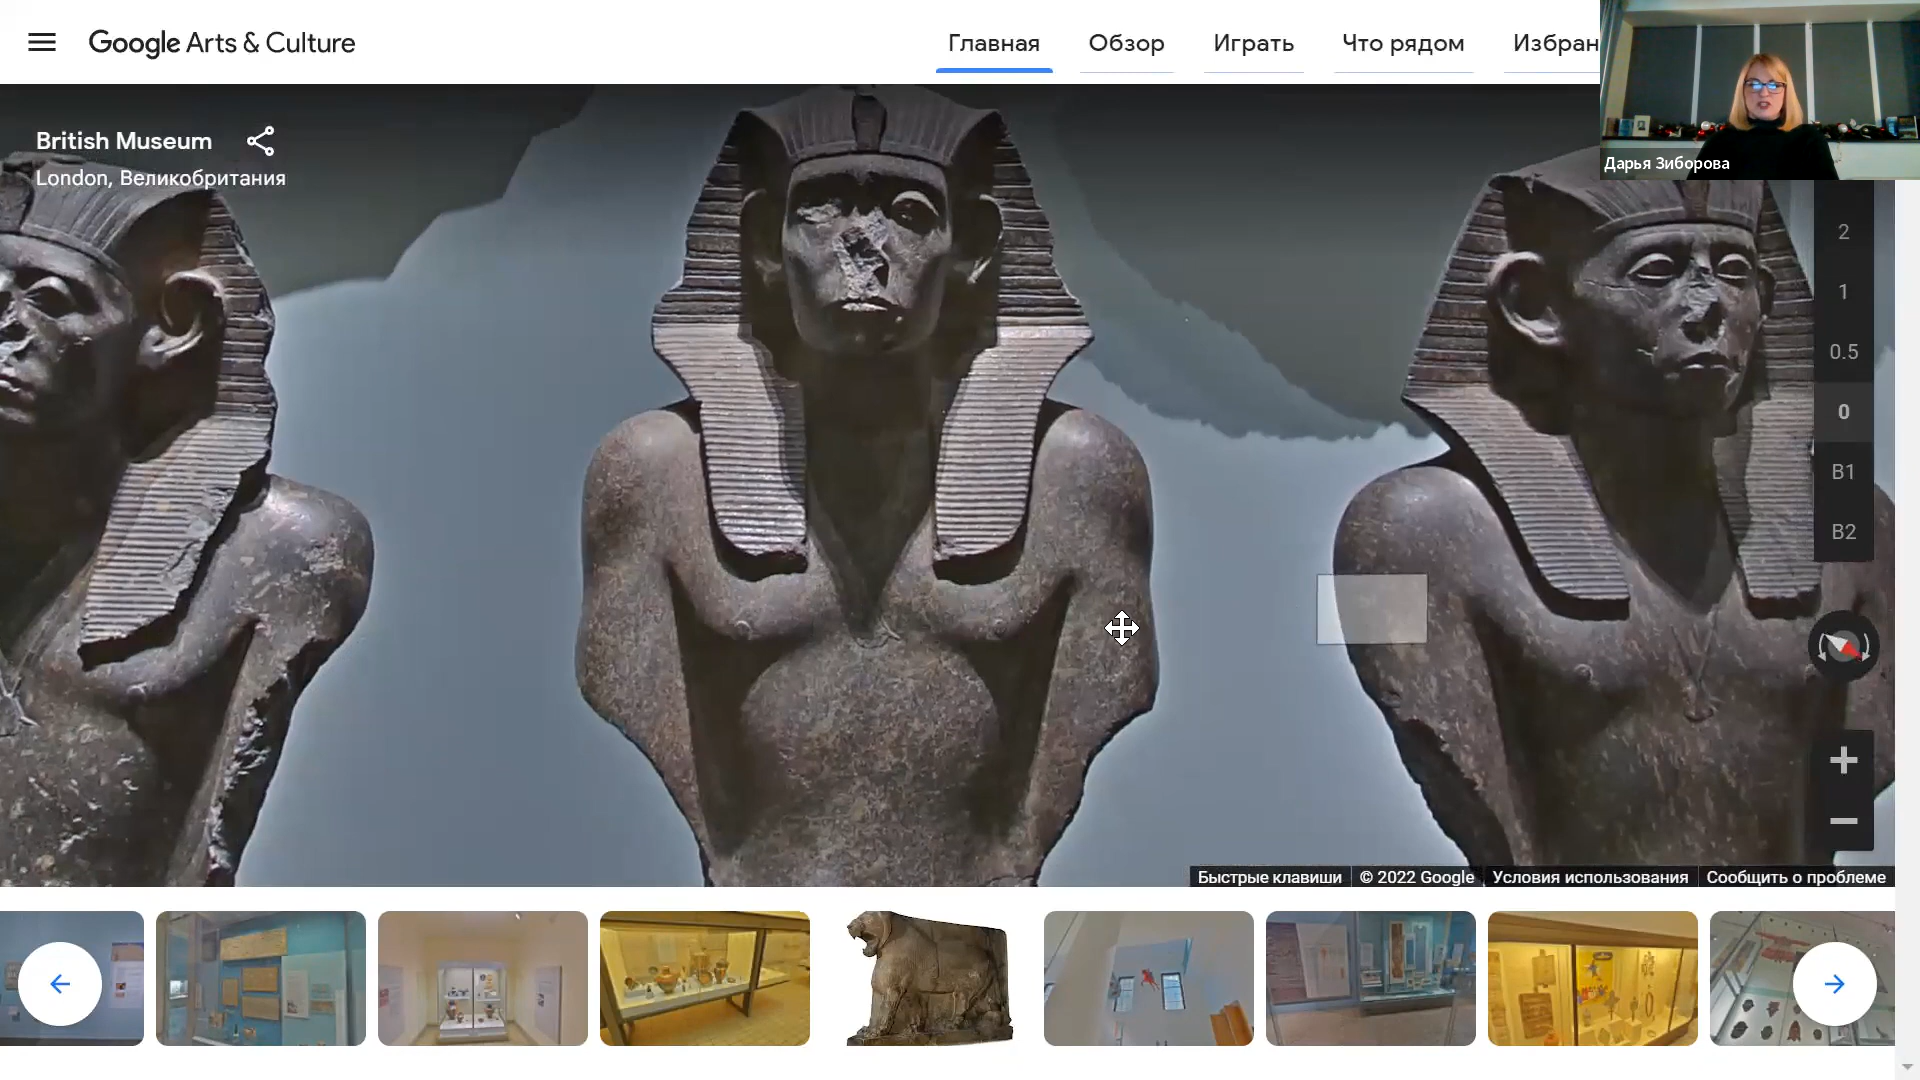 Google Arts & Culture
Главная
Обзор
Играть
Что рядом
Избран
British Museum
London, Великобритания
Дарья Зиборова
2
1
0.5
0
B1
B2
Быстрые клавиши
© 2022 Google
Условия использования
Сообщить о проблеме